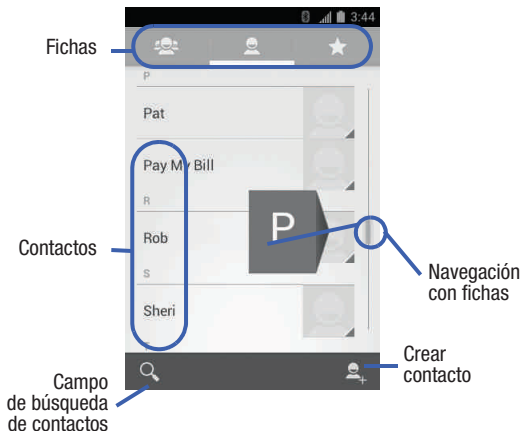 3:44
Fichas
P
Pat
Pay My Bill
R
P
Contactos
Rob
Navegación
con fichas
S
Sheri
Crear
contacto
Campo
de búsqueda
de contactos